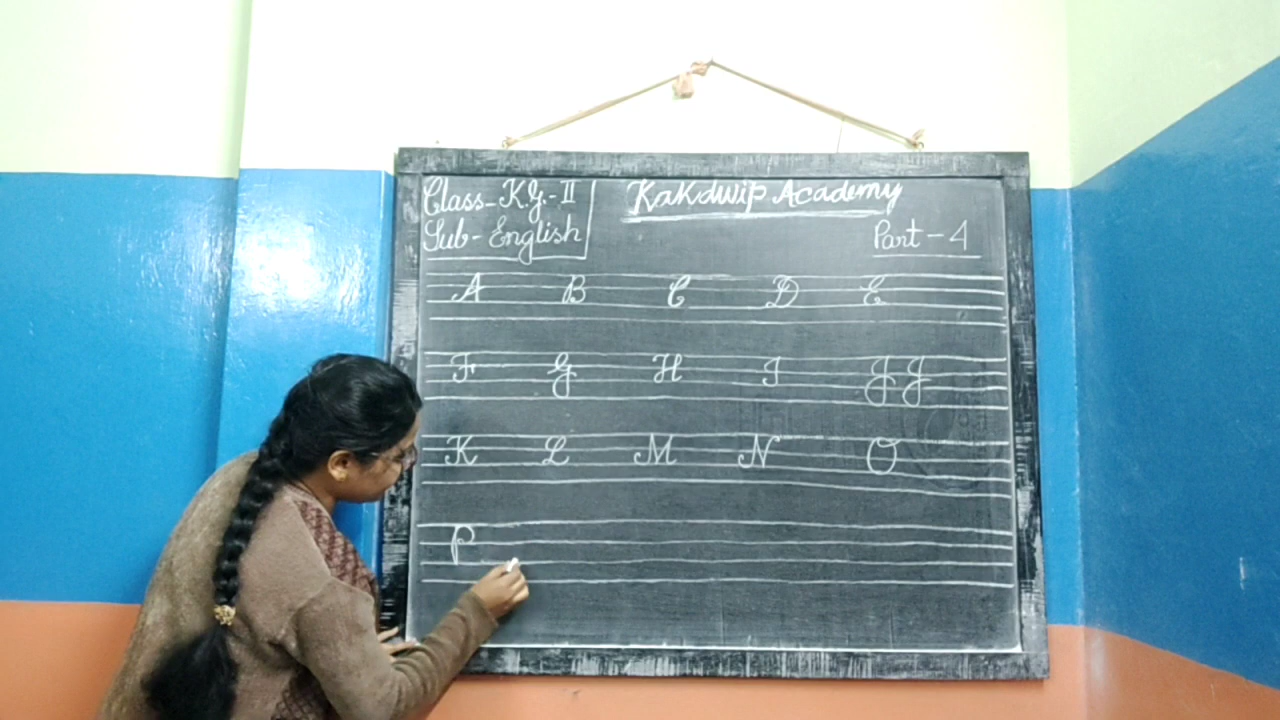 Class-K.G.-II
Sub-English
Kakdwip Academy
Part-4
A B C D E
F G H I J J
K L M N O
P